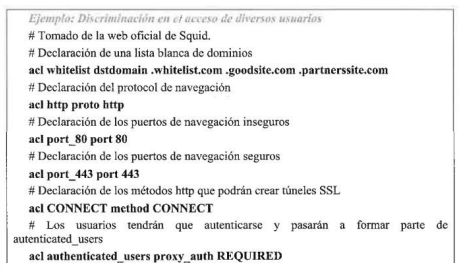 Ejemplo: Discriminación en el acceso de diversos usuarios
# Tomado de la web oficial de Squid.
# Declaración de una lista blanca de dominios
acl whitelist dstdomain .whitelist.com .goodsite.com .partnerssite.com
# Declaración del protocol de navegación
acl http proto http
# Declaración de los puertos de navegación inseguros
acl port_80 port 80
# Declaración de los puertos de navegación seguros
acl port_443 port 443
# Declaración de los métodos http que podrán crear túneles SSL
acl CONNECT method CONNECT
# Los usuarios tendrán que autenticarse y pasarán a formar parte de
autenticated_users
acl authenticated_users proxy_auth REQUIRED